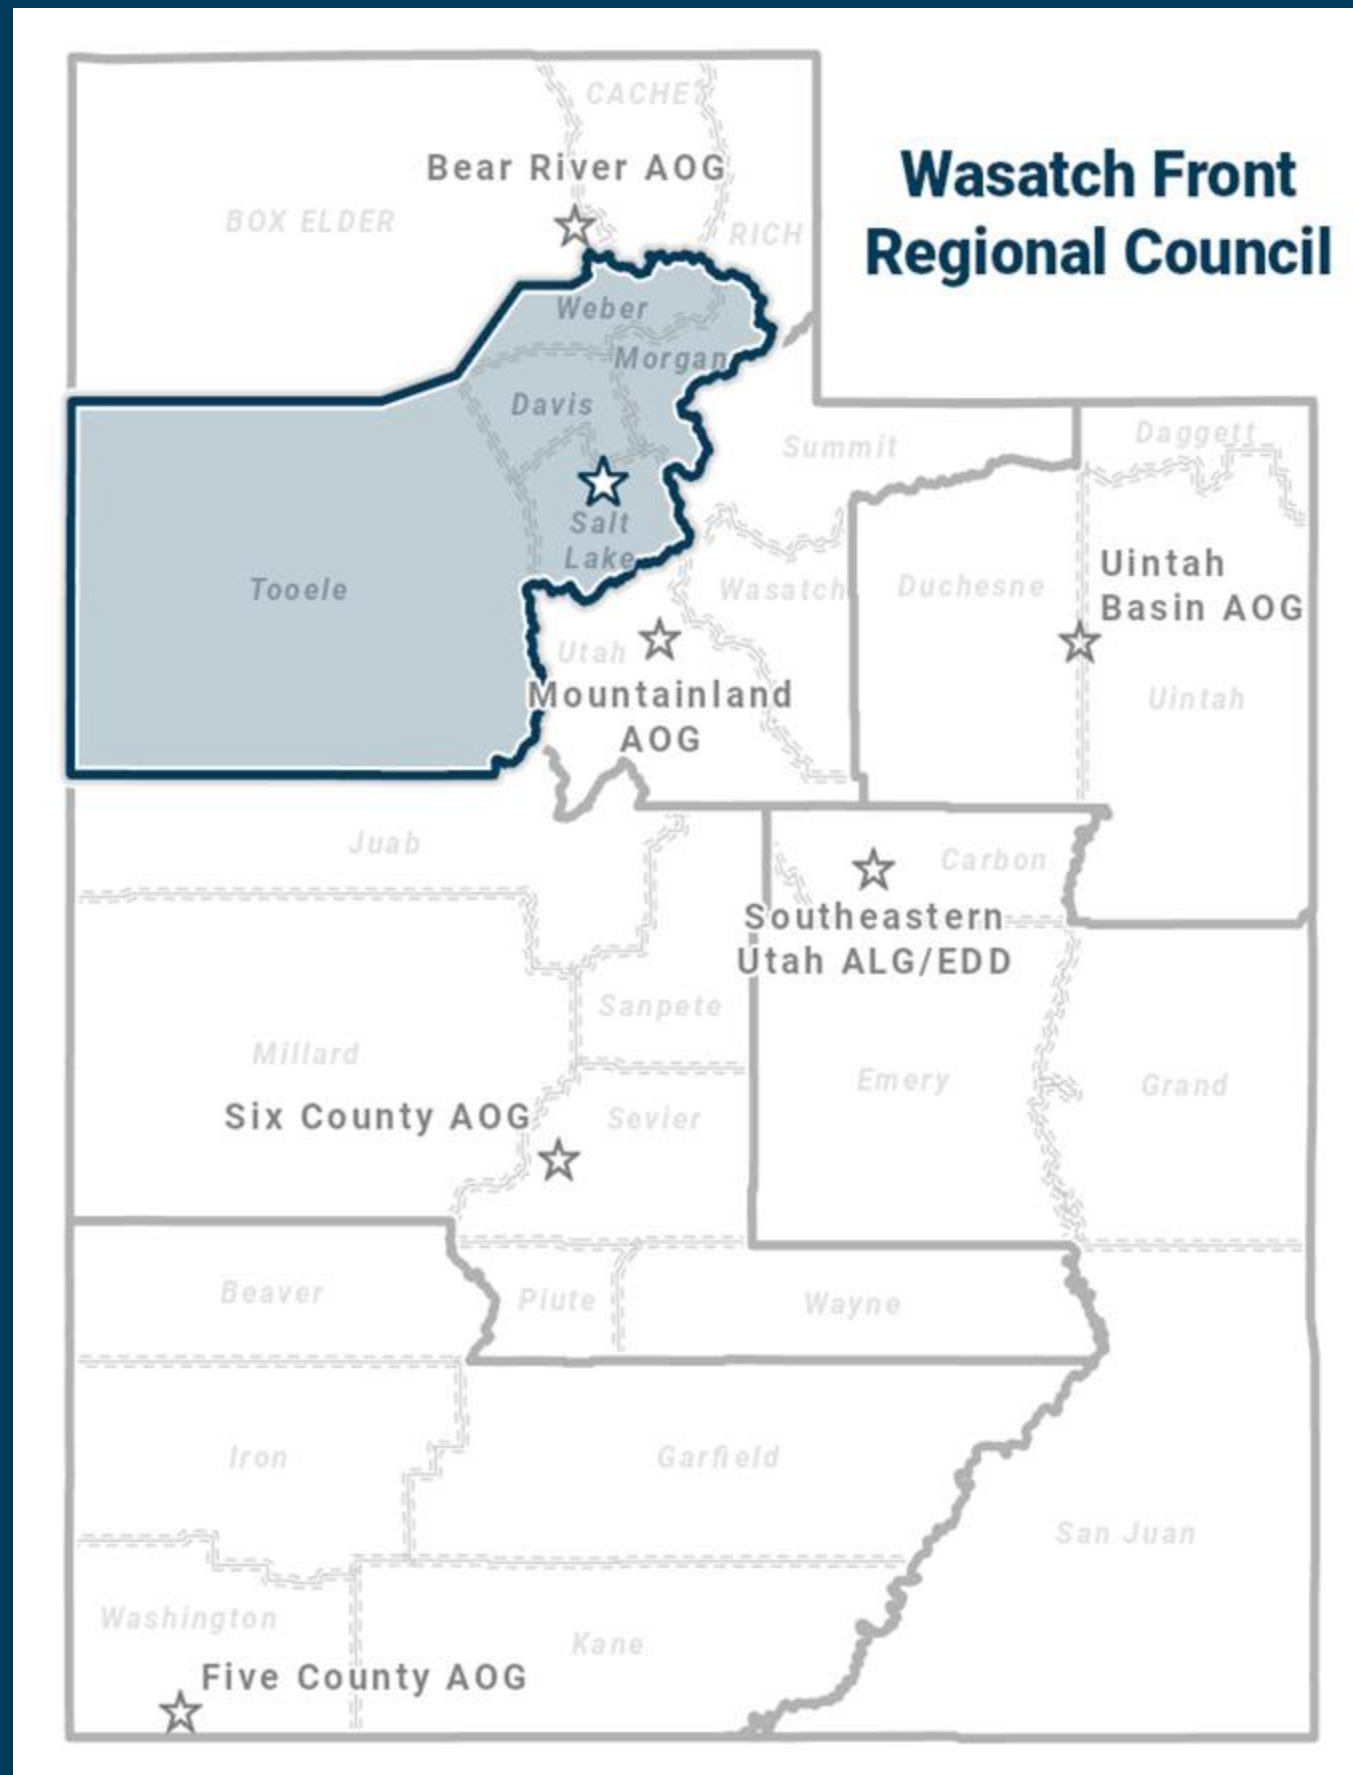 CACHE
Bear River AOG
Wasatch Front
Regional Council
BOX ELDER
RICH
Weber
Morgan
Davis
Summit
Daggett
Salt
Lake
Tooele
Wasatch
Duchesne
Uintah
Basin AOG
Utah
Mountainland
AOG
Uintah
Juab
Carbon
Southeastern
Utah ALG/EDD
Sanpete
Millard
Emery
Grand
Six County AOG
Sevier
Beaver
Piute
Wayne
Iron
Garfield
San Juan
Washington
Kane
Five County AOG